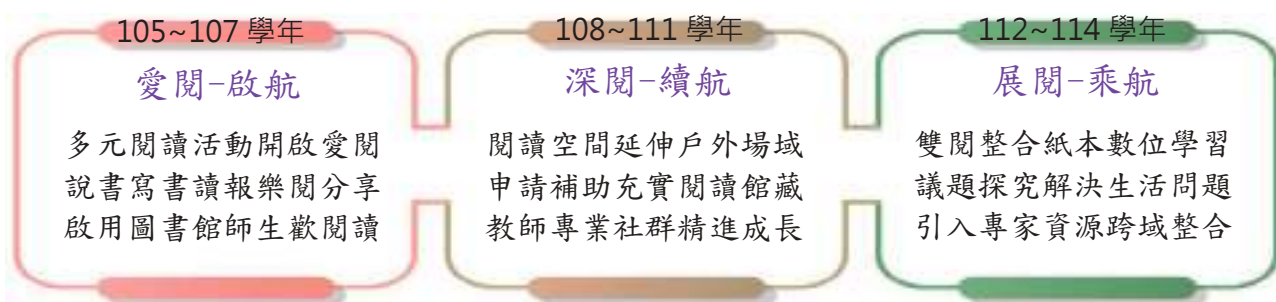 105~107 學年
愛閱-啟航
多元閱讀活動開啟愛閱
說書寫書讀報樂閱分享
啟用圖書館師生歡閱讀
108~111 學年
深閱-續航
閱讀空間延伸戶外場域
申請補助充實閱讀館藏
教師專業社群精進成長
112~114 學年
展閱-乘航
雙閱整合紙本數位學習
議題探究解決生活問題
引入專家資源跨域整合